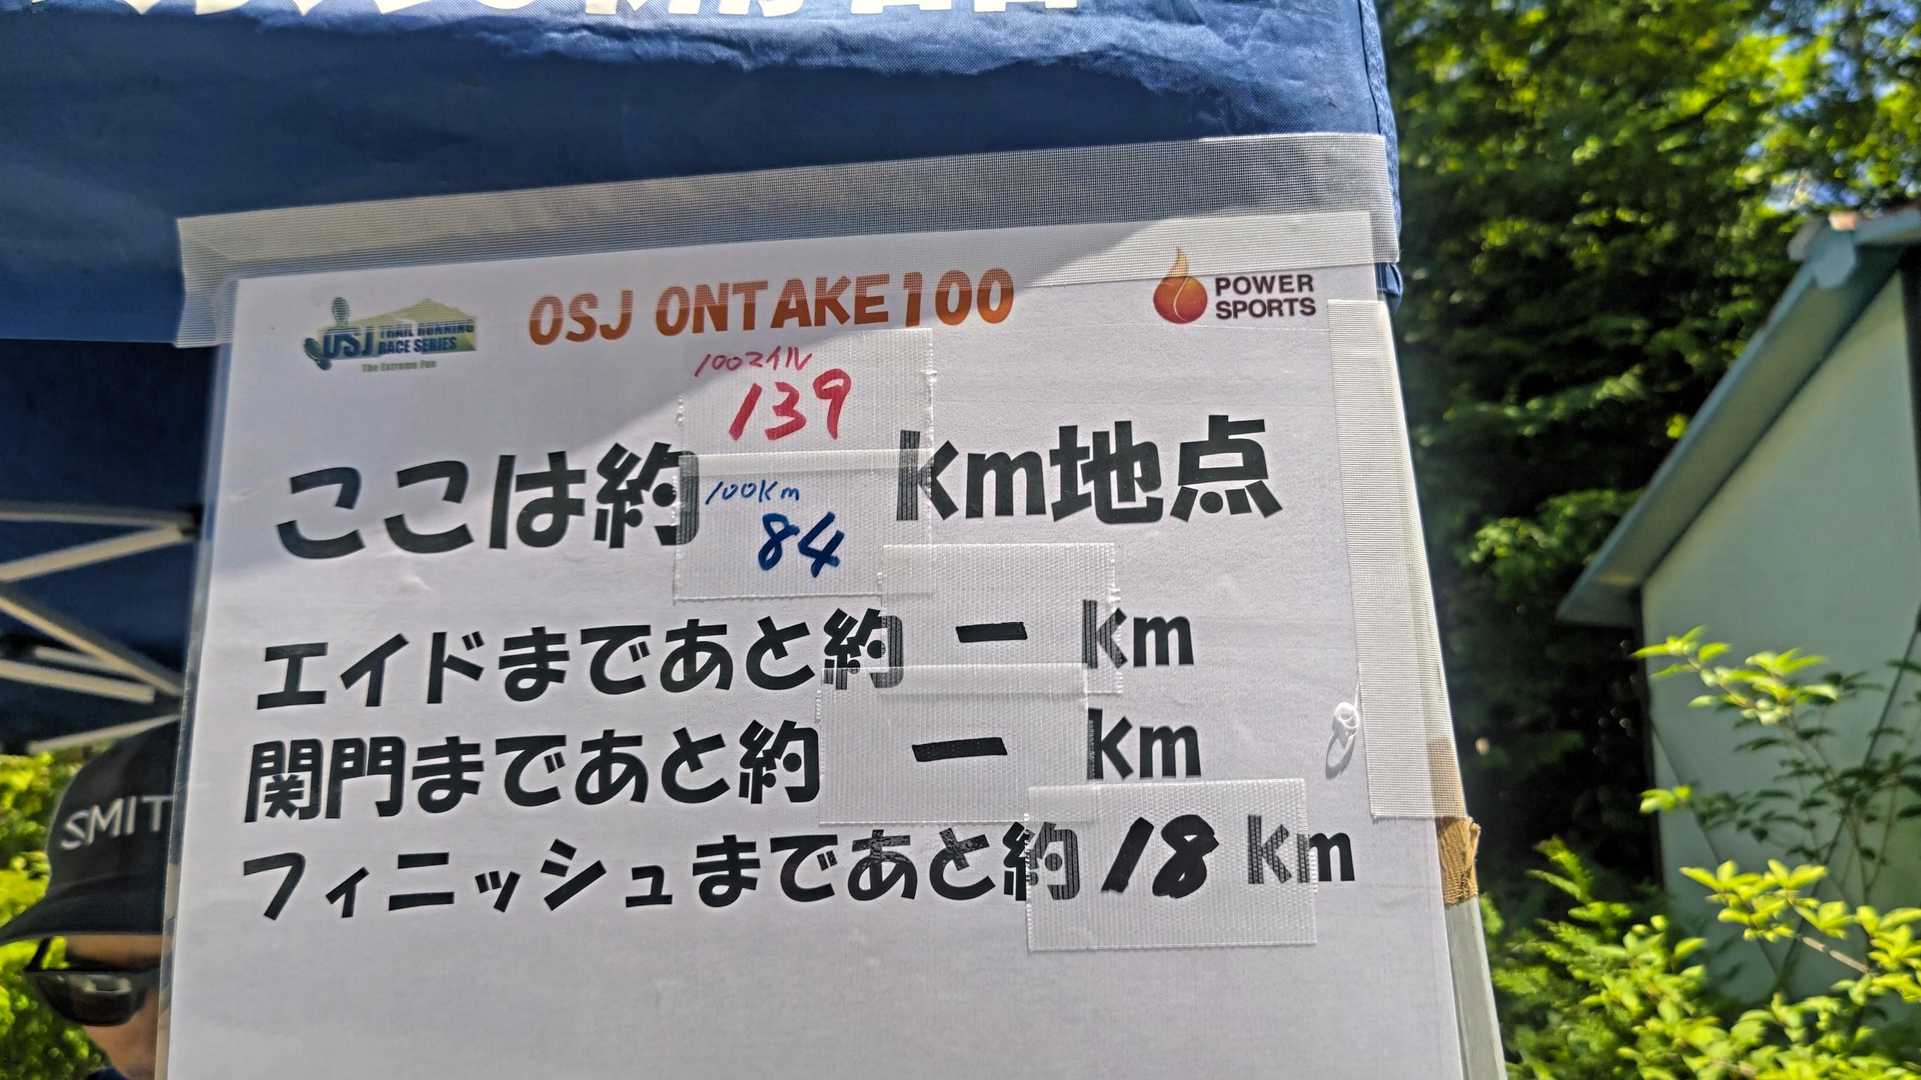 OSJ TRAIL RUNNING RACE SERIES
The Extreme Fun
OSJ ONTAKE100
POWER SPORTS
100マイル
139
ここは約 km地点
100Km
84
エイドまであと約 ー km
関門まであと約 ー km
フィニッシュまであと約 18 km
SMIT